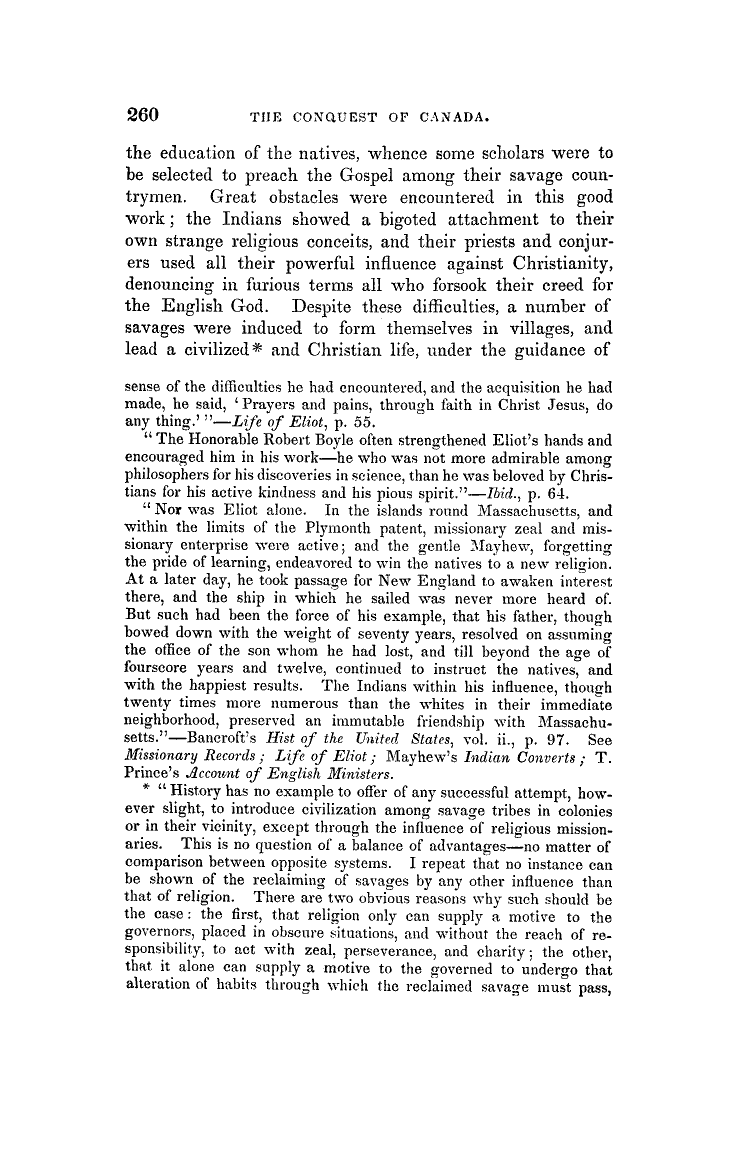 260 THE CONQUEST OF CANADA.
the education of the natives, whence some scholars were to
be selected to preach the Gospel among their savage coun-
trymen. Great obstacles were encountered in this good
work; the Indians showed a bigoted attachment to their
own strange religious conceits, and their priests and conjur-
ers used all their powerful influence against Christianity,
denouncing in furious terms all who forsook their creed for
the English God. Despite these difficulties, a number of
savages were induced to form themselves in villages, and
lead a civilized* and Christian life, under the guidance of
sense of the difficulties he had encountered, and the acquisition he had
made, he said, ‘Prayers and pains, through faith in Christ Jesus, do
any thing.’ ”—Life of Eliot, p. 55.
“The Honorable Robert Boyle often strengthened Eliot's hands and
encouraged him in his work—he who was not more admirable among
philosophers for his discoveries in science, than he was beloved by Chris-
tians for his active kindness and his pious spirit.”—Ibid., p. 64.
“Nor was Eliot alone. In the islands round Massachusetts, and
within the limits of the Plymonth patent, missionary zeal and mis-
sionary enterprise were active; and the gentle Mayhew, forgetting
the pride of learning, endeavored to win the natives to a new religion.
At a later day, he took passage for New England to awaken interest
there, and the ship in which he sailed was never more heard of.
But such had been the force of his example, that his father, though
bowed down with the weight of seventy years, resolved on assuming
the office of the son whom he had lost, and till beyond the age of
fourscore years and twelve, continued to instruct the natives, and
with the happiest results. The Indians within his influence, though
twenty times more numerous than the whites in their immediate
neighborhood, preserved an immutable friendship with Massachu-
setts.”—Bancroft's Hist of the United States, vol. ii., p. 97. See
Missionary Records; Life of Eliot; Mayhew's Indian Converts; T.
Prince's Account of English Ministers.
* “History has no example to offer of any successful attempt, how-
ever slight, to introduce civilization among savage tribes in colonies
or in their vicinity, except through the influence of religious mission-
aries. This is no question of a balance of advantages—no matter of
comparison between opposite systems. I repeat that no instance can
be shown of the reclaiming of savages by any other influence than
that of religion. There are two obvious reasons why such should be
the case: the first, that religion only can supply a motive to the
governors, placed in obscure situations, and without the reach of re-
sponsibility, to act with zeal, perseverance, and charity; the other,
that it alone can supply a motive to the governed to undergo that
alteration of habits through which the reclaimed savage must pass,